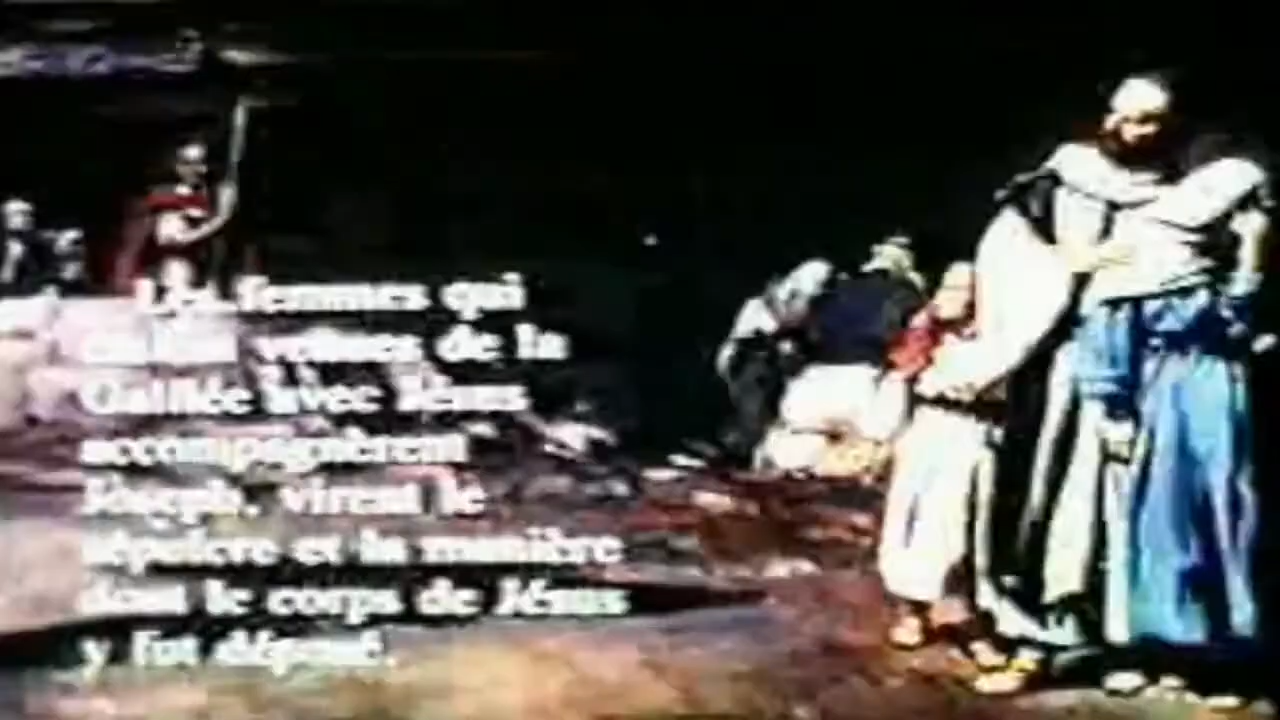 Les femmes qui
étaient venues de la
Galilée avec Jésus
accompagnèrent
Joseph, virent le
sépulcre et la manière
dont le corps de Jésus
y fut déposé.